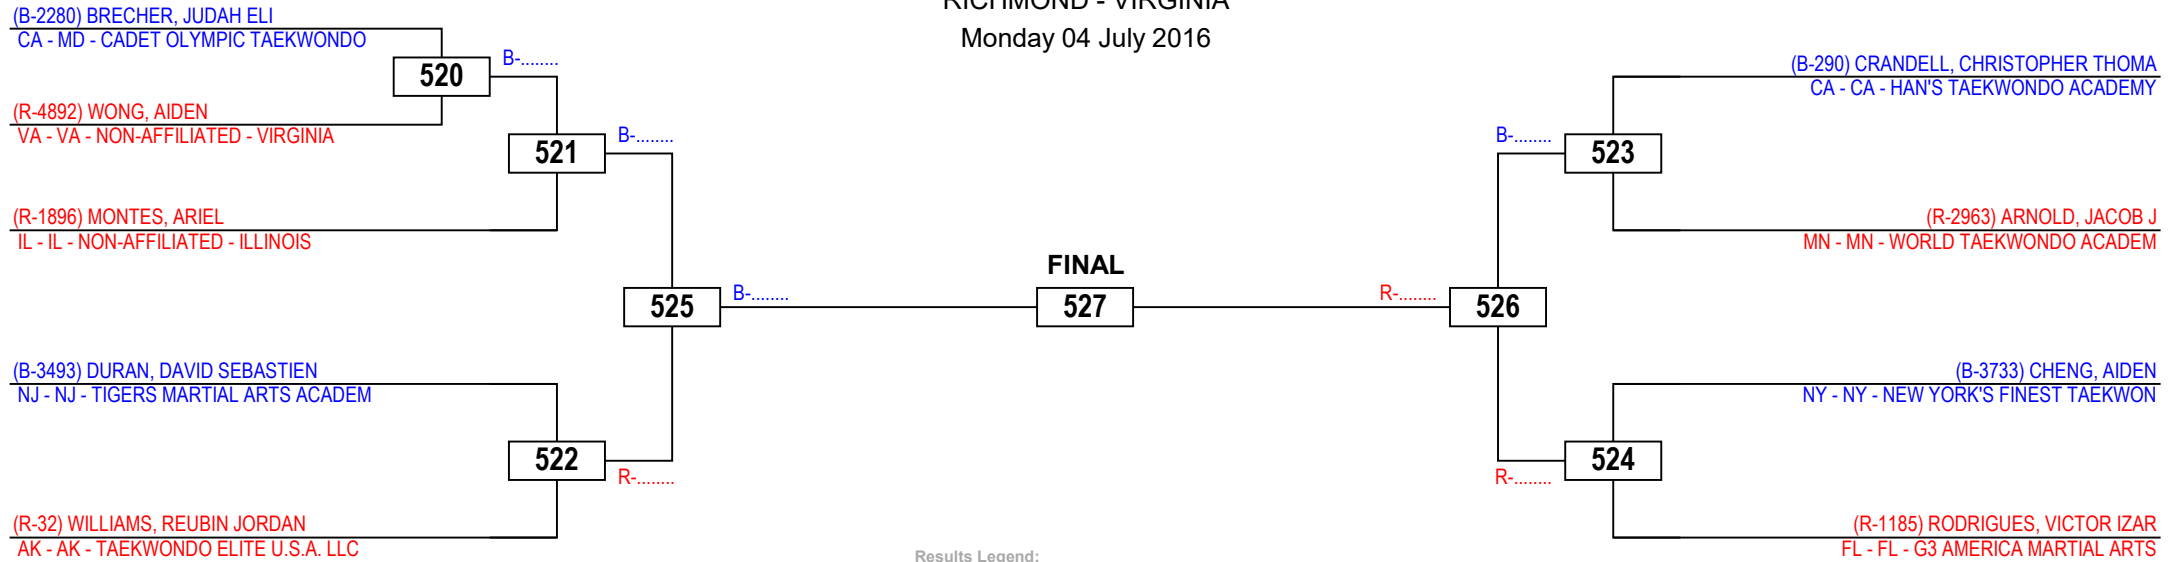 RICHMOND - VIRGINIA
Monday 04 July 2016
(B-2280) BRECHER, JUDAH ELI
CA - MD - CADET OLYMPIC TAEKWONDO
520
B-........
(R-4892) WONG, AIDEN
VA - VA - NON-AFFILIATED - VIRGINIA
521
B-........
(R-1896) MONTES, ARIEL
IL - IL - NON-AFFILIATED - ILLINOIS
525
B-........
(B-3493) DURAN, DAVID SEBASTIEN
NJ - NJ - TIGERS MARTIAL ARTS ACADEM
522
R-........
(R-32) WILLIAMS, REUBIN JORDAN
AK - AK - TAEKWONDO ELITE U.S.A. LLC
FINAL
527
(B-290) CRANDELL, CHRISTOPHER THOMA
CA - CA - HAN'S TAEKWONDO ACADEMY
B-........
523
(R-2963) ARNOLD, JACOB J
MN - MN - WORLD TAEKWONDO ACADEM
R-........
526
(B-3733) CHENG, AIDEN
NY - NY - NEW YORK'S FINEST TAEKWON
R-........
524
(R-1185) RODRIGUES, VICTOR IZAR
FL - FL - G3 AMERICA MARTIAL ARTS
Results Legend: